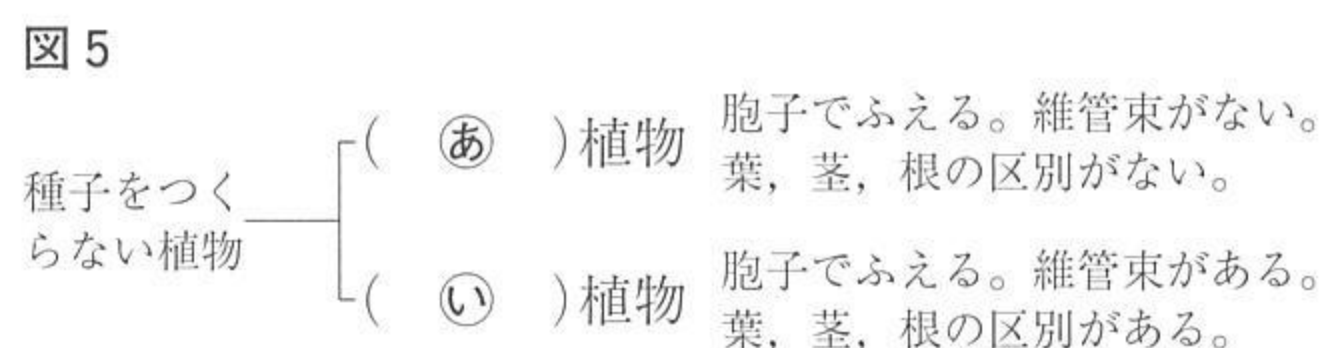 図5
(　あ　)植物 胞子でふえる。維管束がない。
葉，茎，根の区別がない。
種子をつく
らない植物
(　い　)植物 胞子でふえる。維管束がある。
葉，茎，根の区別がある。